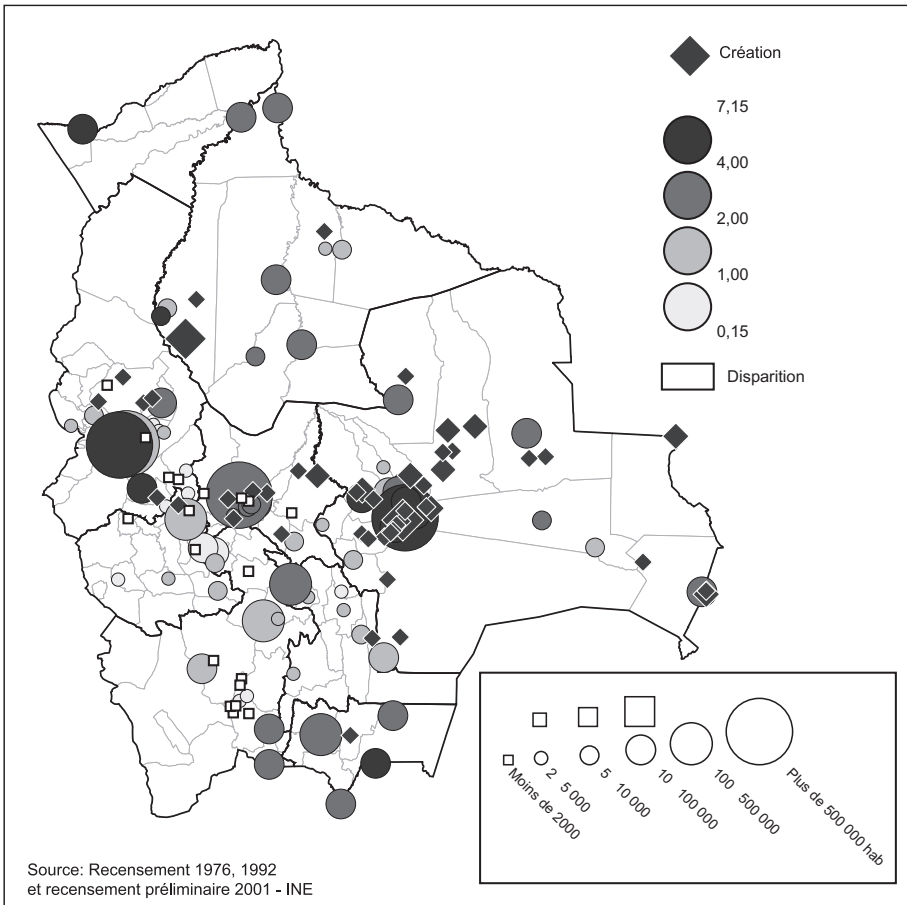 Création
7,15
4,00
2,00
1,00
0,15
Disparition
Moins de 2000
2
5 000
5
10 000
10
100 000
100
500 000
Plus de 500 000 hab
Source: Recensement 1976, 1992
et recensement préliminaire 2001 - INE